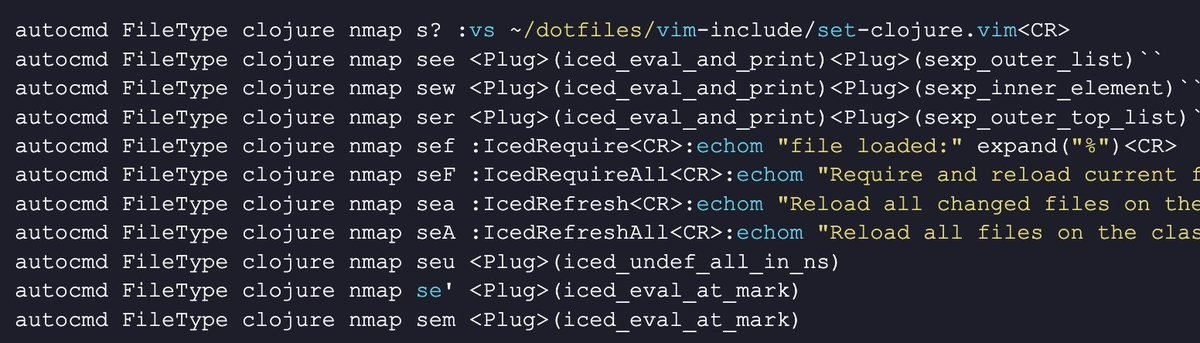 autocmd FileType clojure nmap s? :vs ~/dotfiles/vim-include/set-clojure.vim<CR>
autocmd FileType clojure nmap see <Plug>(iced_eval_and_print)<Plug>(sexp_outer_list)``
autocmd FileType clojure nmap sew <Plug>(iced_eval_and_print)<Plug>(sexp_inner_element)``
autocmd FileType clojure nmap ser <Plug>(iced_eval_and_print)<Plug>(sexp_outer_top_list)`
autocmd FileType clojure nmap sef :IcedRequire<CR>:echom "file loaded:" expand("%")<CR>
autocmd FileType clojure nmap seF :IcedRequireAll<CR>:echom "Require and reload current f
autocmd FileType clojure nmap sea :IcedRefresh<CR>:echom "Reload all changed files on the
autocmd FileType clojure nmap seA :IcedRefreshAll<CR>:echom "Reload all files on the clas
autocmd FileType clojure nmap seu <Plug>(iced_undef_all_in_ns)
autocmd FileType clojure nmap se' <Plug>(iced_eval_at_mark)
autocmd FileType clojure nmap sem <Plug>(iced_eval_at_mark)